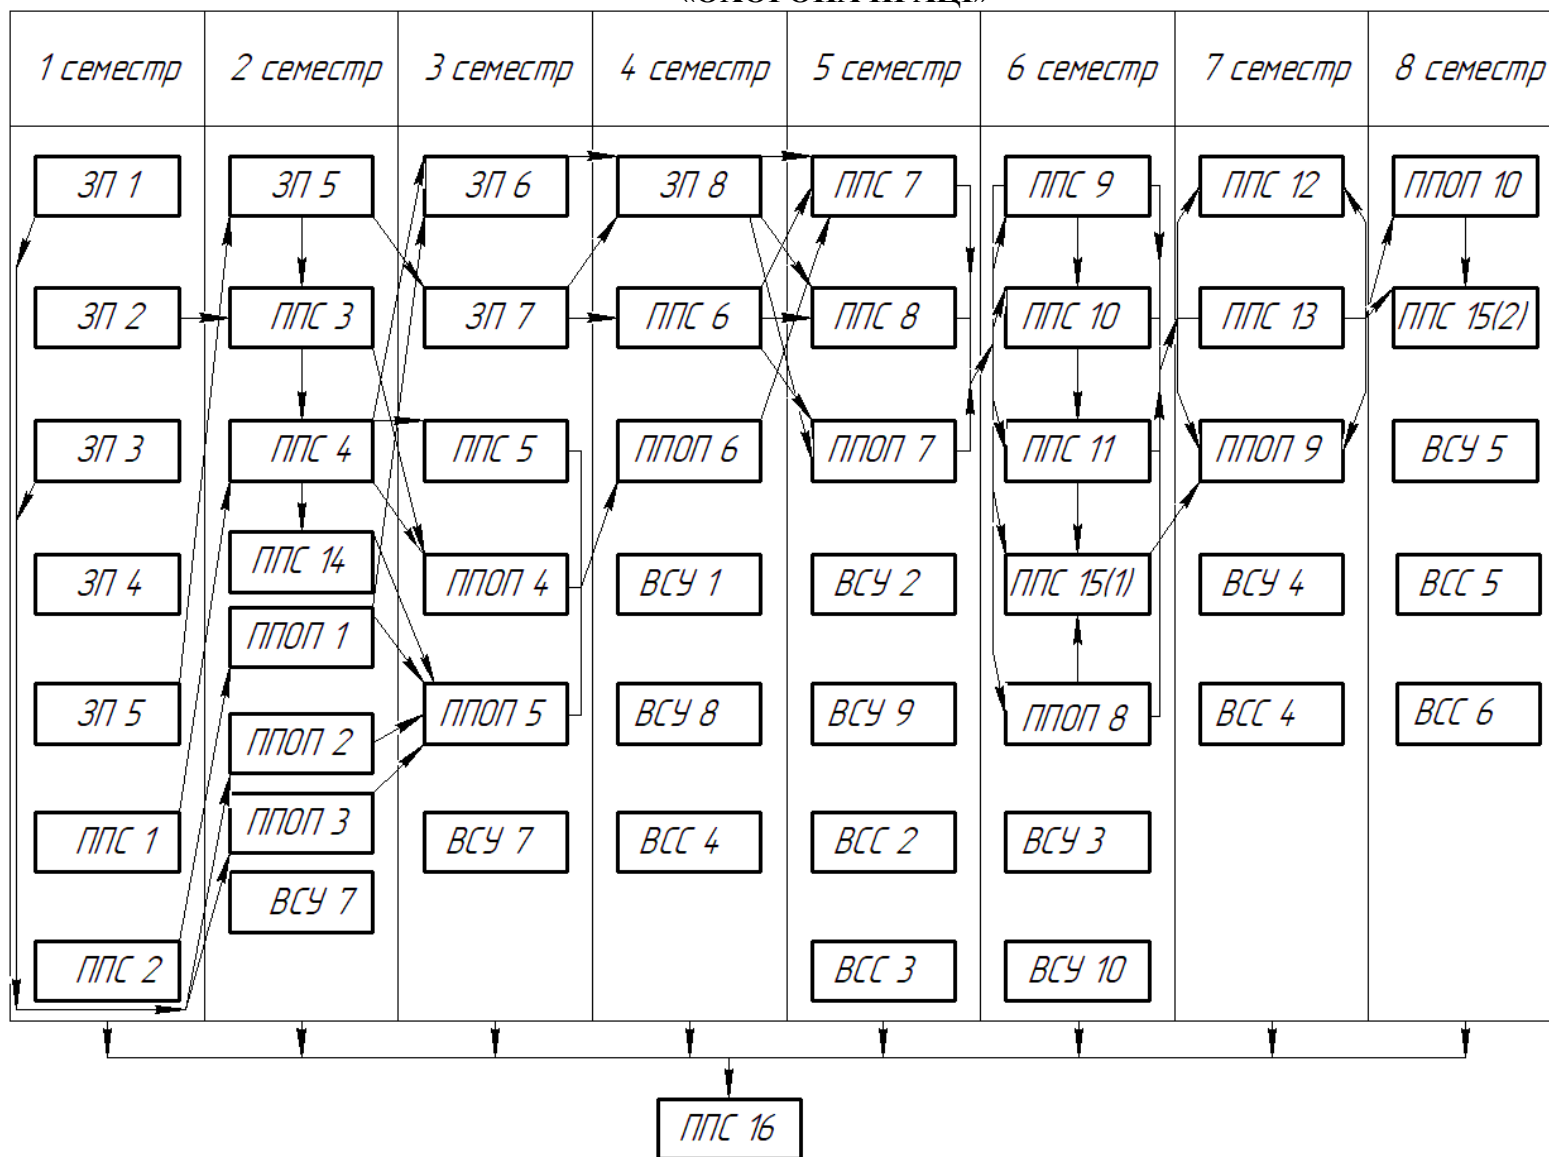 «ОХОРОНА ПРАЦІ»
1 семестр 2 семестр 3 семестр 4 семестр 5 семестр 6 семестр 7 семестр 8 семестр
ЗП 1 ЗП 5 ЗП 6 ЗП 8 ППС 7 ППС 9 ППС 12 ППОП 10
ЗП 2 ППС 3 ЗП 7 ППС 6 ППС 8 ППС 10 ППС 13 ППС 15(2)
ЗП 3 ППС 4 ППС 5 ППОП 6 ППОП 7 ППС 11 ППОП 9 ВСУ 5
ППС 14
ЗП 4 ППОП 4 ВСУ 1 ВСУ 2 ППС 15(1) ВСУ 4 ВСС 5
ППОП 1
ЗП 5 ППОП 5 ВСУ 8 ВСУ 9 ППОП 8 ВСС 4 ВСС 6
ППОП 2
ППОП 3
ППС 1 ВСУ 7 ВСС 4 ВСС 2 ВСУ 3
ВСУ 7
ППС 2 ВСС 3 ВСУ 10
ППС 16